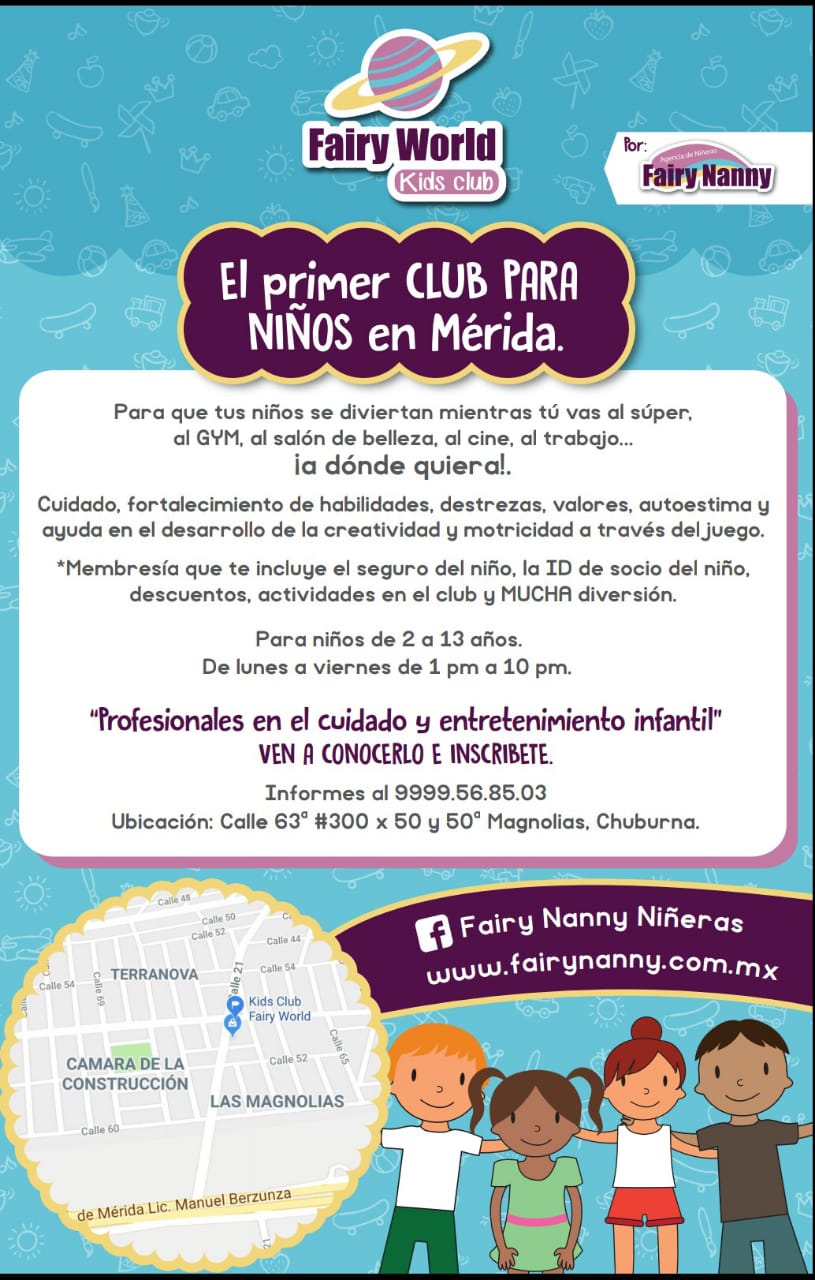 Fairy World
Kids club
Por:
Agencia de Niñeras
Fairy Nanny
El primer CLUB PARA
NIÑOS en Mérida.
Para que tus niños se diviertan mientras tú vas al súper,
al GYM, al salón de belleza, al cine, al trabajo...
¡a dónde quiera!.
Cuidado, fortalecimiento de habilidades, destrezas, valores, autoestima y
ayuda en el desarrollo de la creatividad y motricidad a través del juego.
*Membresía que te incluye el seguro del niño, la ID de socio del niño,
descuentos, actividades en el club y MUCHA diversión.
Para niños de 2 a 13 años.
De lunes a viernes de 1 pm a 10 pm.
“Profesionales en el cuidado y entretenimiento infantil”
VEN A CONOCERLO E INSCRIBETE.
Informes al 9999.56.85.03
Ubicación: Calle 63ª #300 x 50 y 50ª Magnolias, Chuburna.
Fairy Nanny Niñeras
www.fairynanny.com.mx
Calle 48
Calle 50
Calle 52
Calle 44
Calle 54
TERRANOVA
Calle 54
Calle 69
alle 21
Kids Club
Fairy World
Calle 65
Calle 52
CAMARA DE LA
CONSTRUCCIÓN
LAS MAGNOLIAS
Calle 60
de Mérida Lic. Manuel Berzunza
21